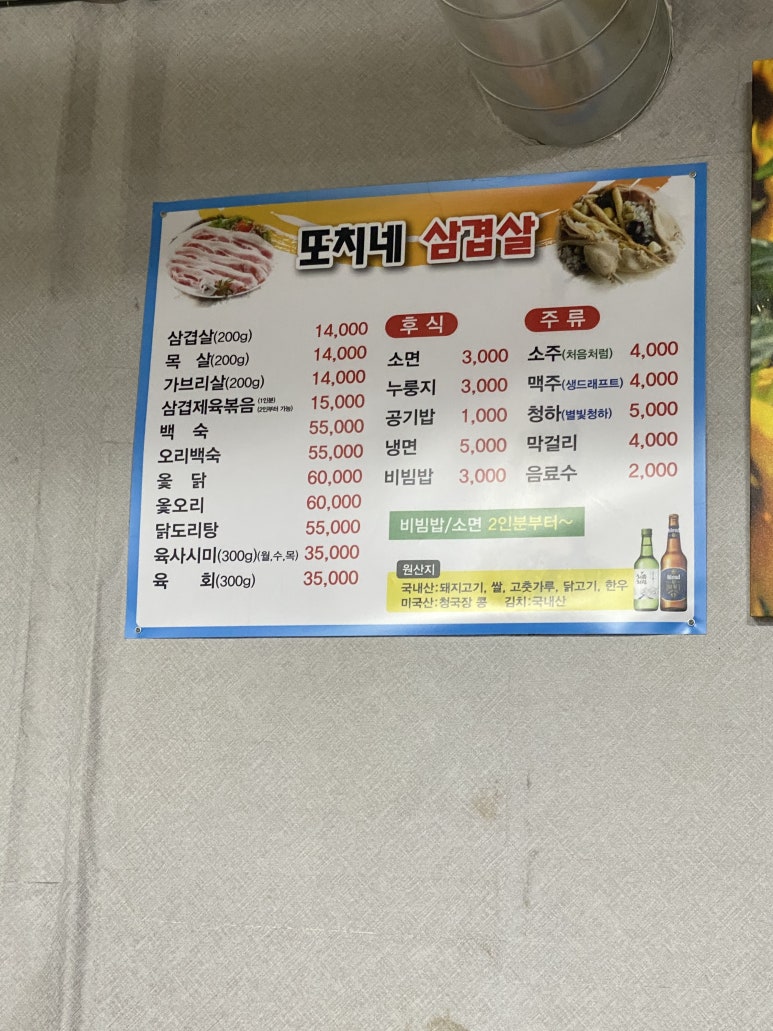 또치네 삼겹살
삼겹살(200g) 14,000
목 살(200g) 14,000
가브리살(200g) 14,000
삼겹제육볶음 (1인분) (2인부터 가능) 15,000
백 숙 55,000
오리백숙 55,000
옻 닭 60,000
옻오리 60,000
닭도리탕 55,000
육사시미(300g)(월,수,목) 35,000
육 회(300g) 35,000
후식
소면 3,000
누룽지 3,000
공기밥 1,000
냉면 5,000
비빔밥 3,000
비빔밥/소면 2인분부터~
주류
소주(처음처럼) 4,000
맥주(생드래프트) 4,000
청하(별빛청하) 5,000
막걸리 4,000
음료수 2,000
원산지
국내산:돼지고기, 쌀, 고춧가루, 닭고기, 한우
미국산:청국장 콩 김치:국내산